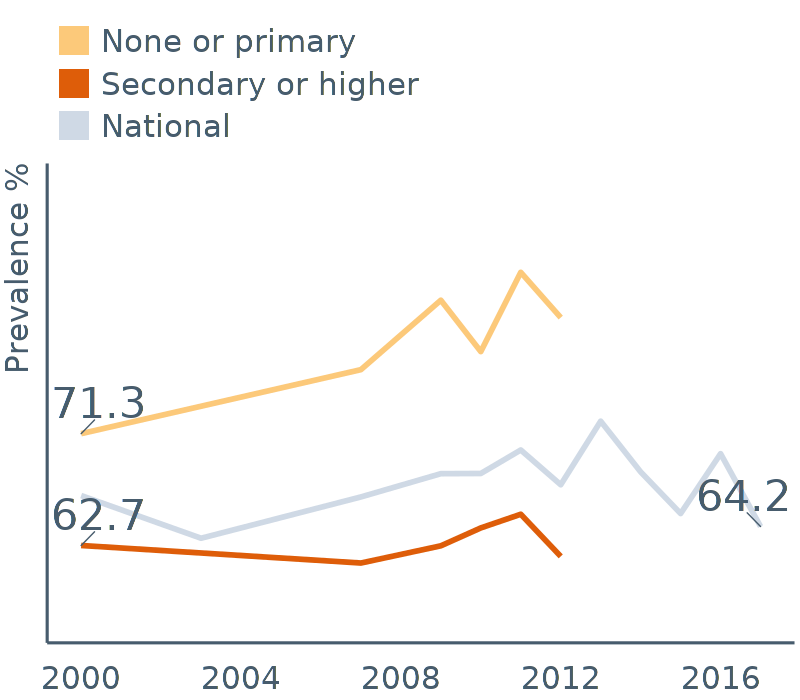 None or primary
Secondary or higher
National
Prevalence %
71.3
62.7
64.2
2000 2004 2008 2012 2016